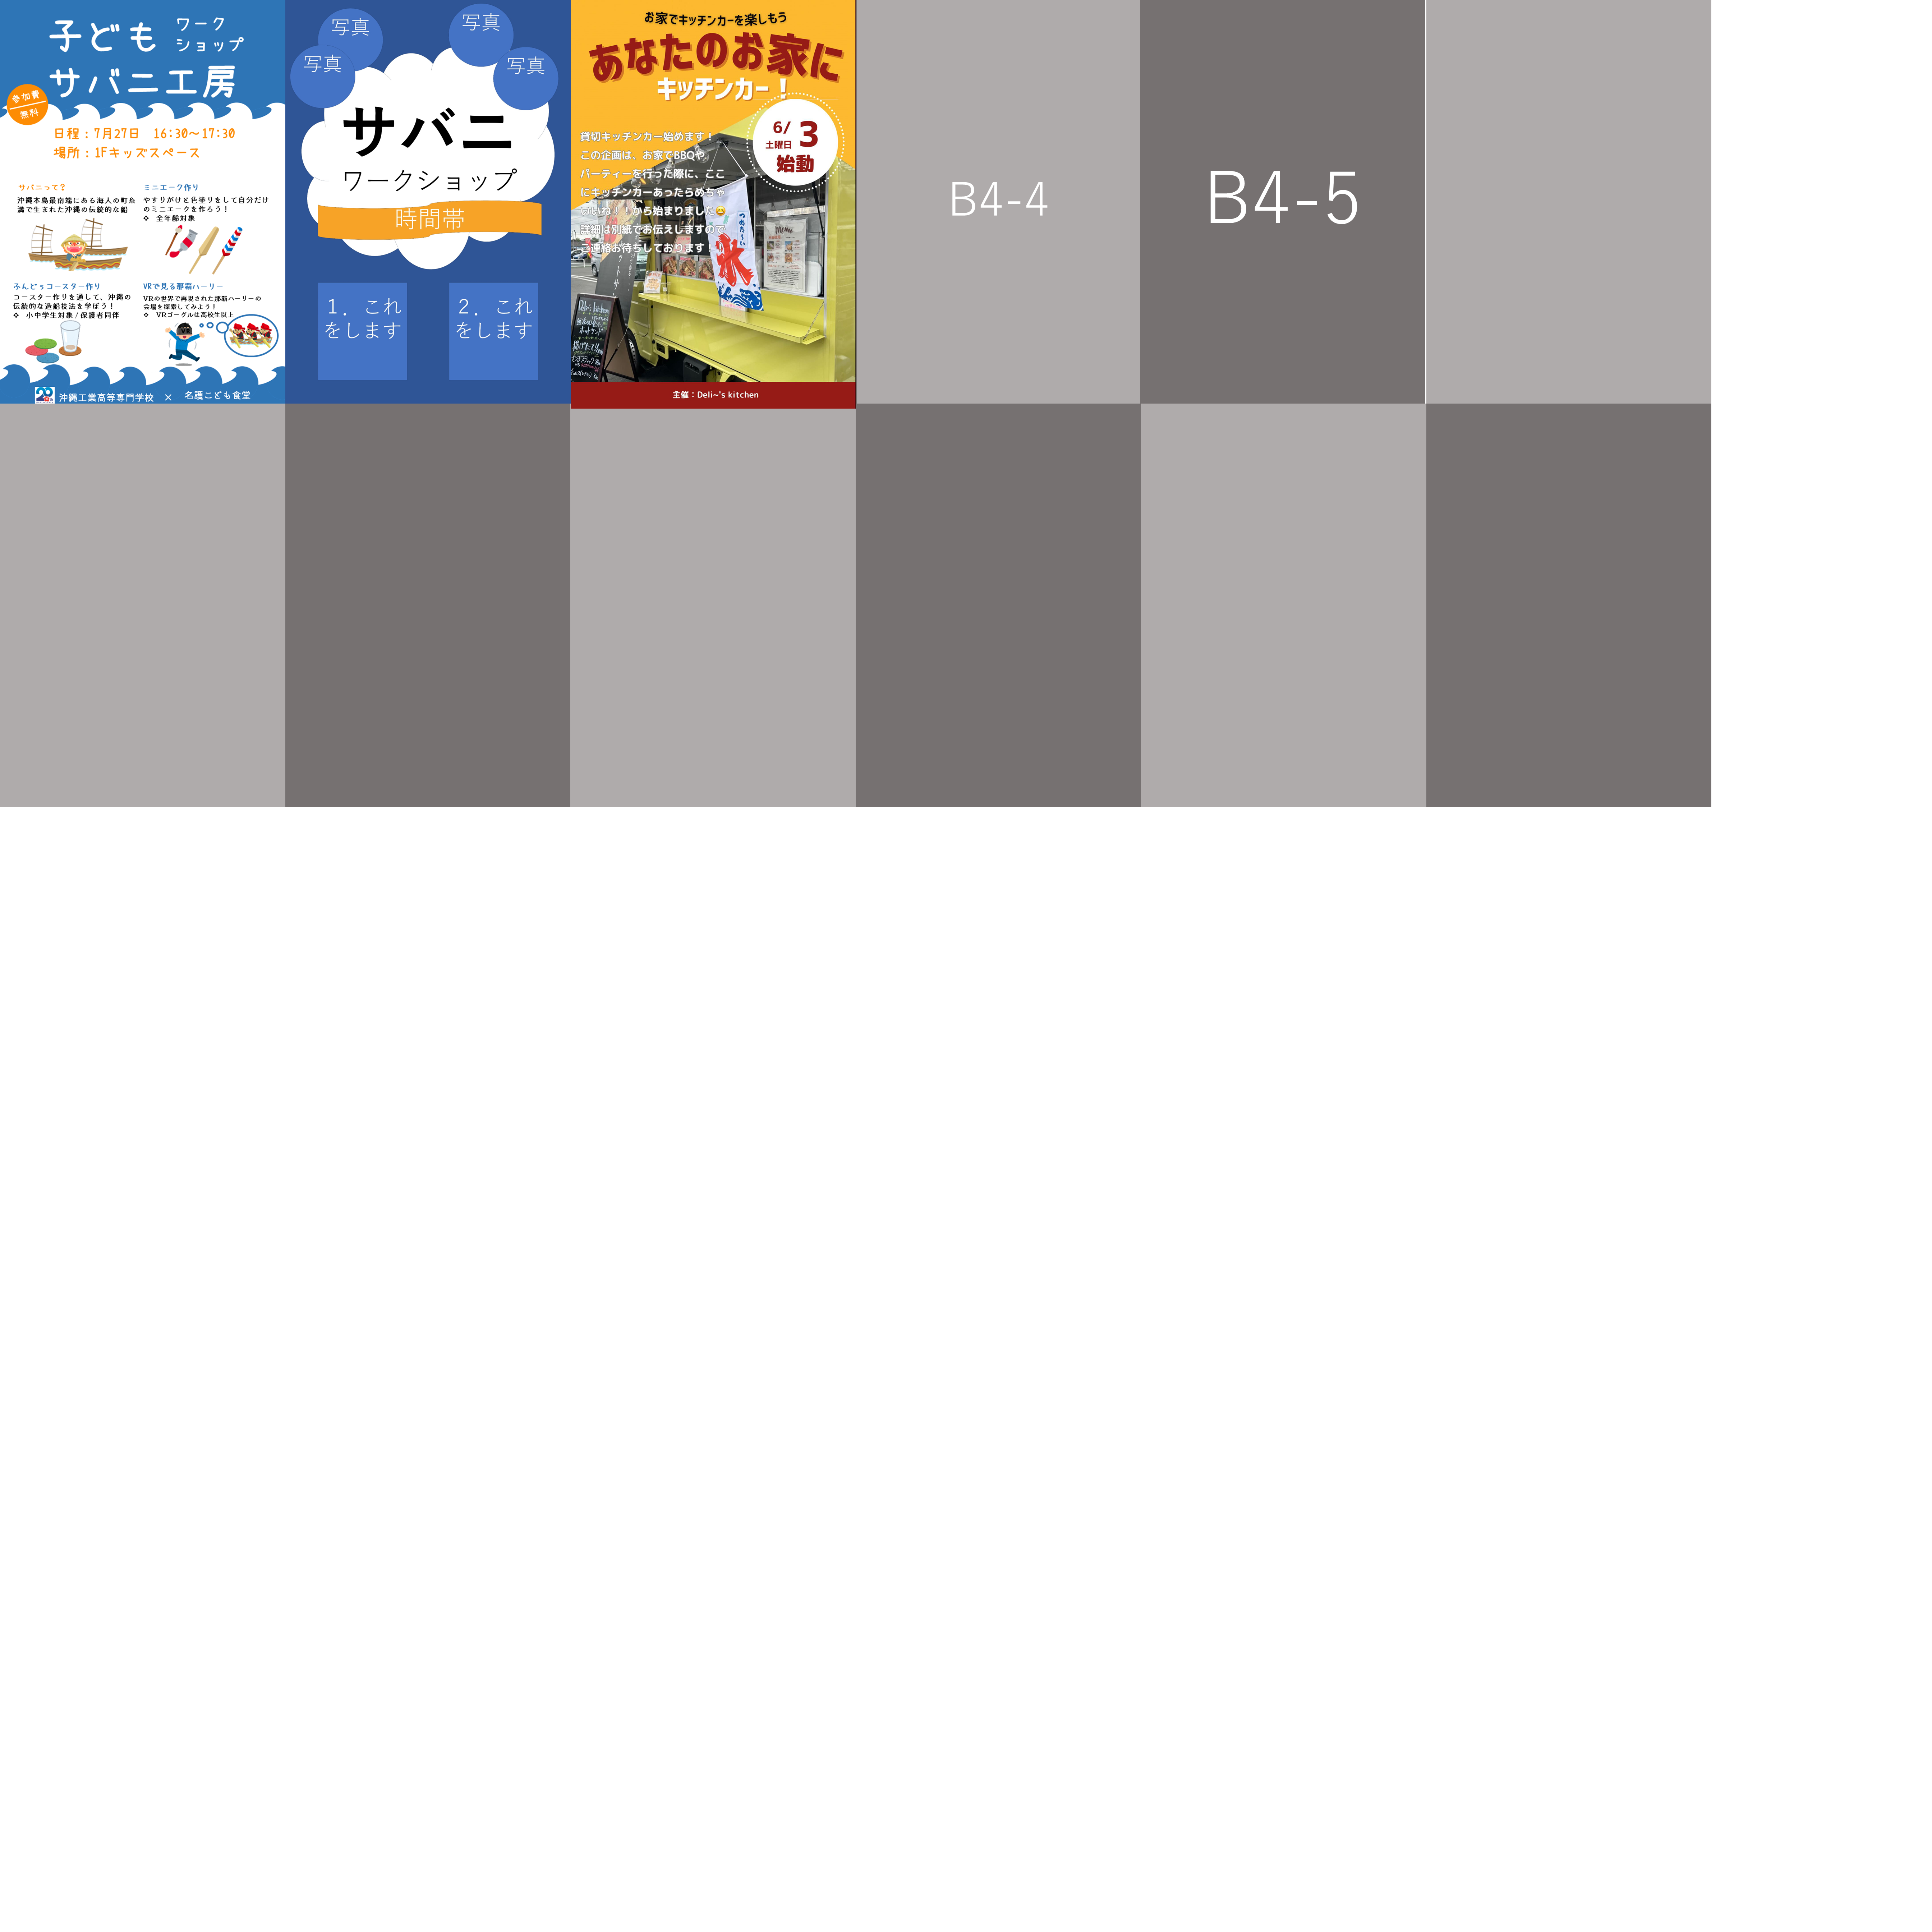 子ども ワーク
ショップ
サバニ工房
参加費
無料
日程：7月27日　16:30～17:30
場所：1Fキッズスペース
サバニって？
沖縄本島最南端にある海人の町糸
満で生まれた沖縄の伝統的な船
ミニエーク作り
やすりがけと色塗りをして自分だけ
のミニエークを作ろう！
❖　全年齢対象
ふんどぅコースター作り
コースター作りを通して、沖縄の
伝統的な造船技法を学ぼう！
❖　小中学生対象/保護者同伴
VRで見る那覇ハーリー
VRの世界で再現された那覇ハーリーの
会場を探索してみよう！
❖　VRゴーグルは高校生以上
沖縄工業高等専門学校　×　名護こども食堂
写真
写真
写真
写真
サバニ
ワークショップ
時間帯
１．これ
をします
２．これ
をします
お家でキッチンカーを楽しもう
あなたのお家に
キッチンカー！
6/3
土曜日
始動
貸切キッチンカー始めます！
この企画は、お家でBBQや
パーティーを行った際に、ここ
にキッチンカーあったらめちゃ
いいね！！から始まりました😀
詳細は別紙でお伝えしますので
ご連絡お待ちしております！
つめた〜い
氷
MENU
主催：Deli~'s kitchen
B4-4
B4-5